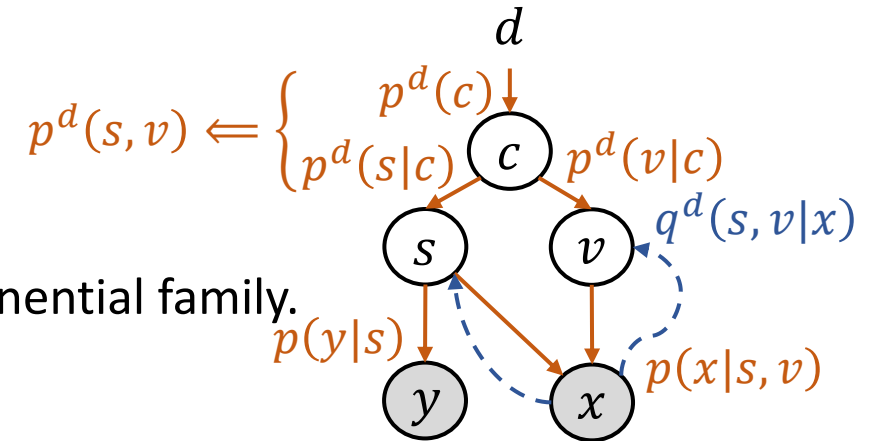 d
p^d(c)
p^d(s, v) ⟸ {
p^d(s|c)
c
p^d(v|c)
q^d(s, v|x)
s
v
nential family.
p(y|s)
p(x|s, v)
y
x